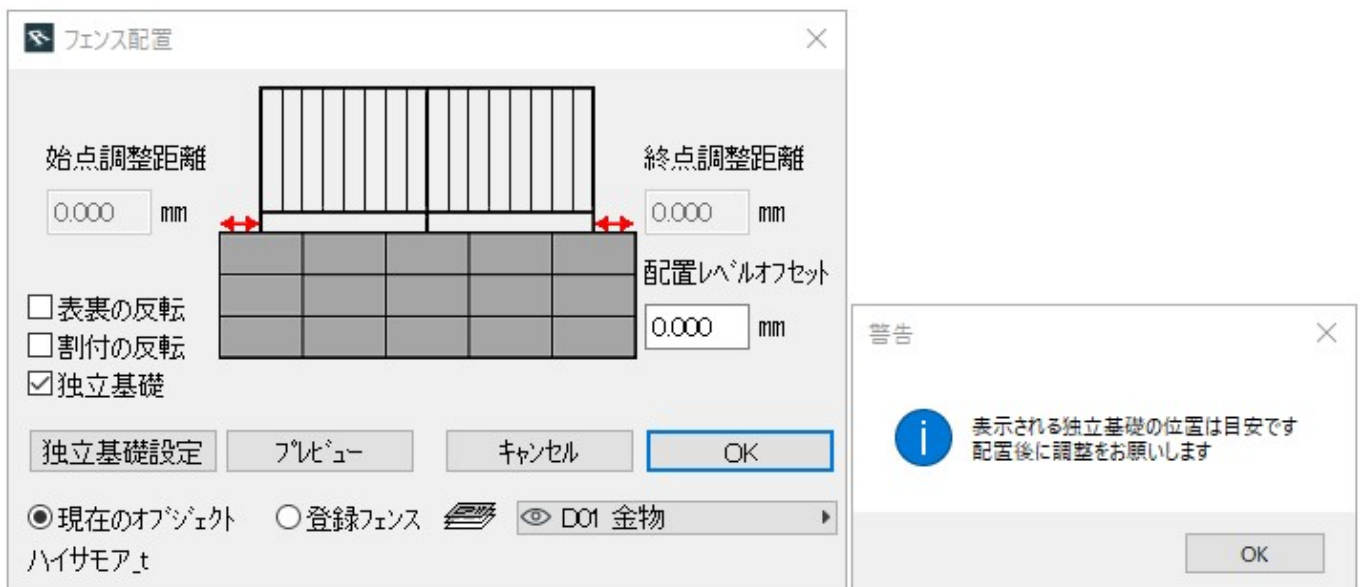 フェンス配置
始点調整距離
0.000 mm
終点調整距離
0.000 mm
配置レベルオフセット
0.000 mm
表裏の反転
割付の反転
独立基礎
独立基礎設定 プレビュー キャンセル OK
現在のオブジェクト 登録フェンス D01 金物
ハイサモア_t
警告
表示される独立基礎の位置は目安です
配置後に調整をお願いします
OK